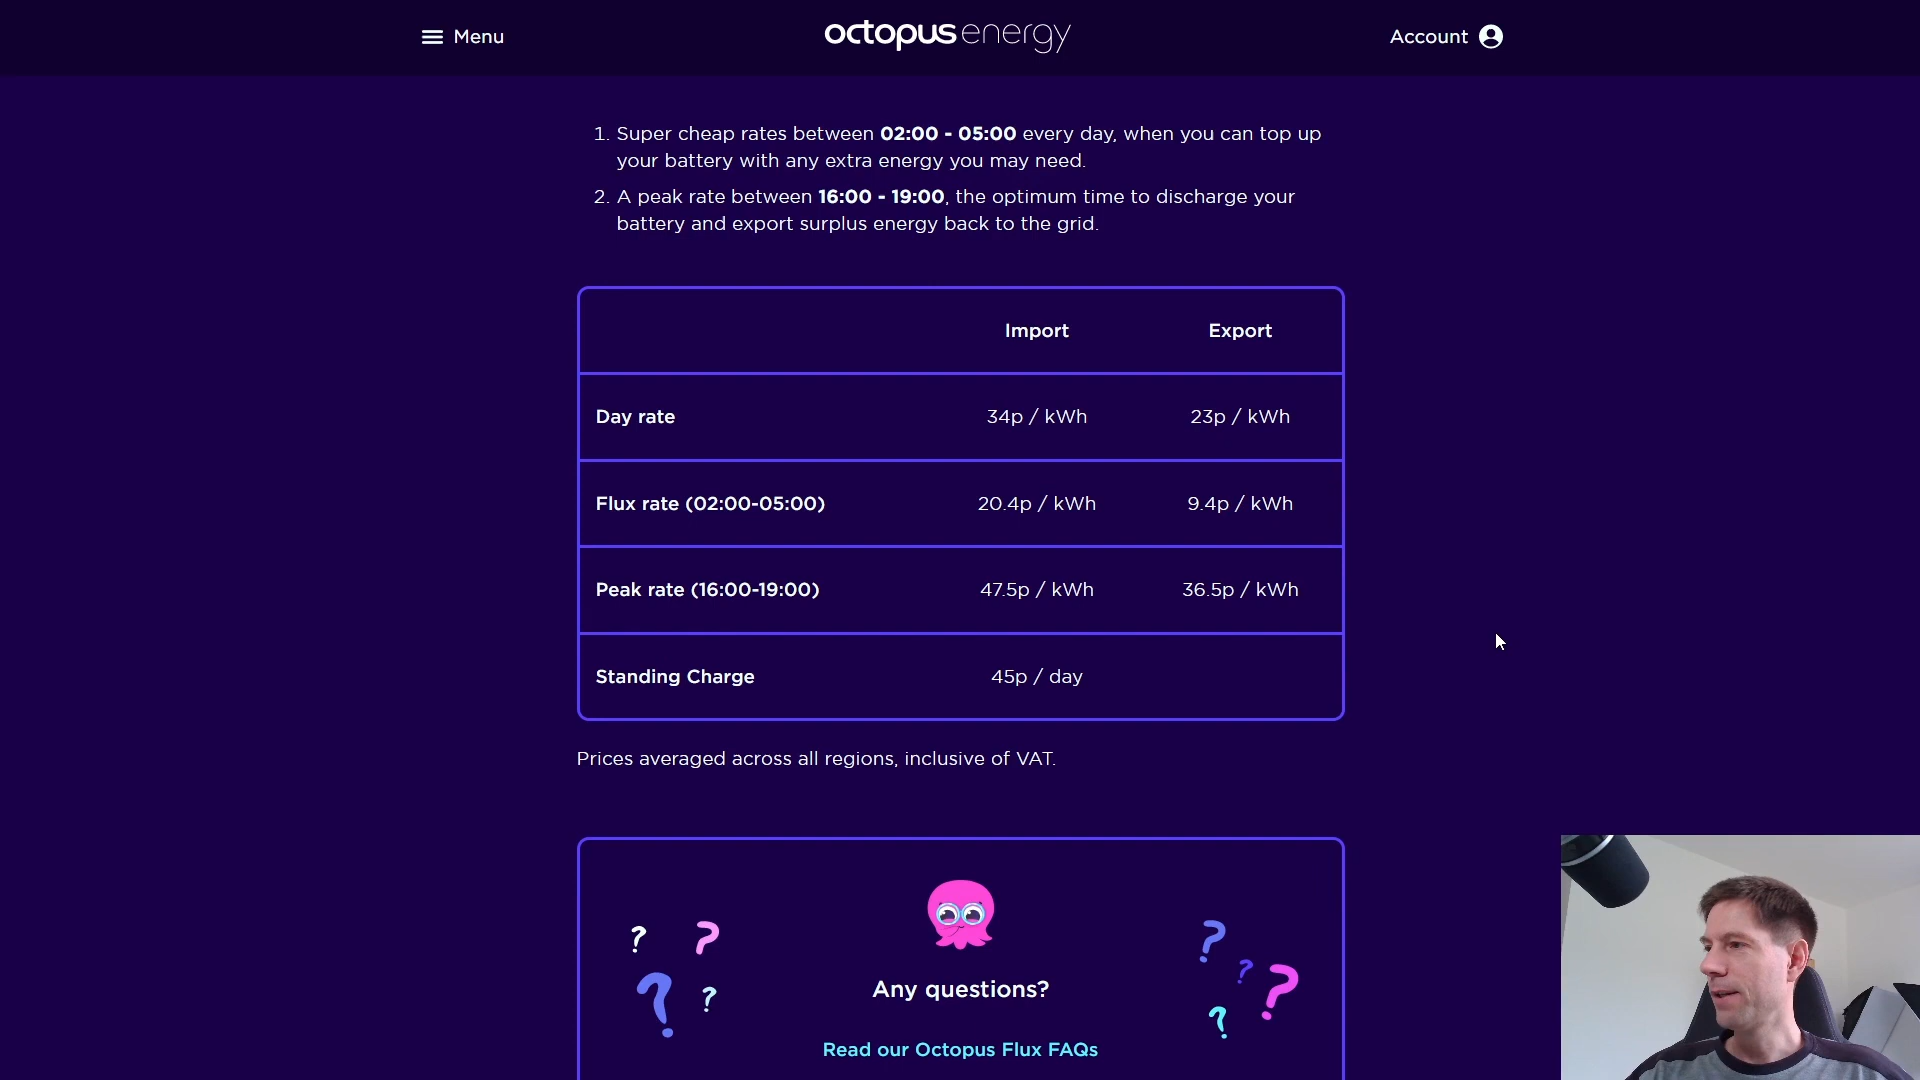 Menu
octopus energy
Account
1. Super cheap rates between 02:00 - 05:00 every day, when you can top up
your battery with any extra energy you may need.
2. A peak rate between 16:00 - 19:00, the optimum time to discharge your
battery and export surplus energy back to the grid.
Import Export
Day rate 34p / kWh 23p / kWh
Flux rate (02:00-05:00) 20.4p / kWh 9.4p / kWh
Peak rate (16:00-19:00) 47.5p / kWh 36.5p / kWh
Standing Charge 45p / day
Prices averaged across all regions, inclusive of VAT.
? ? ? ?
? ? ? ?
Any questions?
Read our Octopus Flux FAQs